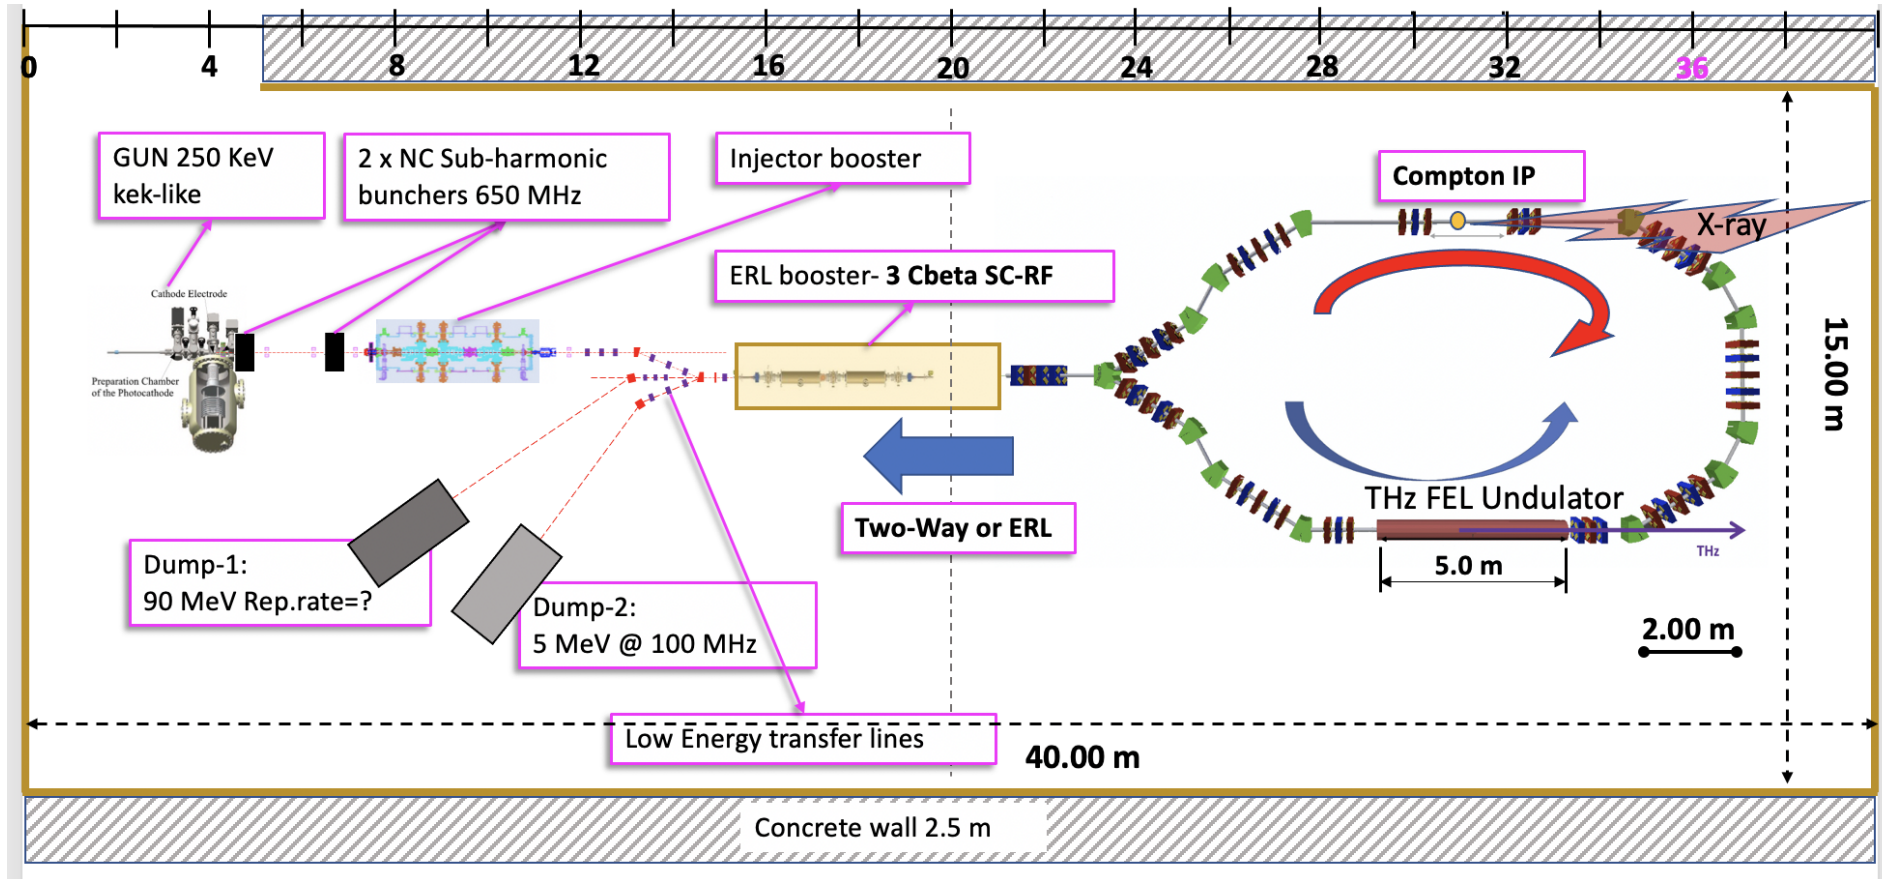 0 4 8 12 16 20 24 28 32 36
GUN 250 KeV
kek-like
2 x NC Sub-harmonic
bunchers 650 MHz
Injector booster
Compton IP
X-ray
ERL booster- 3 Cbeta SC-RF
Cathode Electrode
Preparation Chamber
of the Photocathode
15.00 m
Two-Way or ERL
THz FEL Undulator
THz
5.0 m
Dump-1:
90 MeV Rep.rate=?
Dump-2:
5 MeV @ 100 MHz
2.00 m
Low Energy transfer lines
40.00 m
Concrete wall 2.5 m